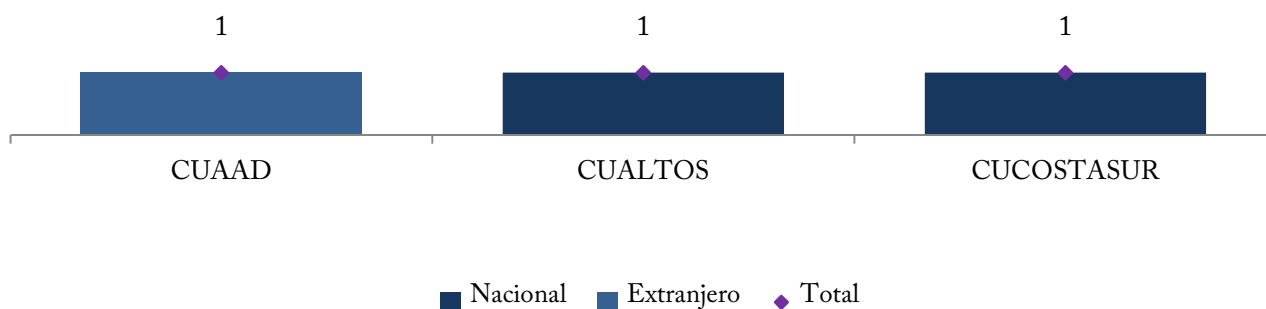 1 1 1
CUAAD CUALTOS CUCOSTASUR
Nacional Extranjero Total